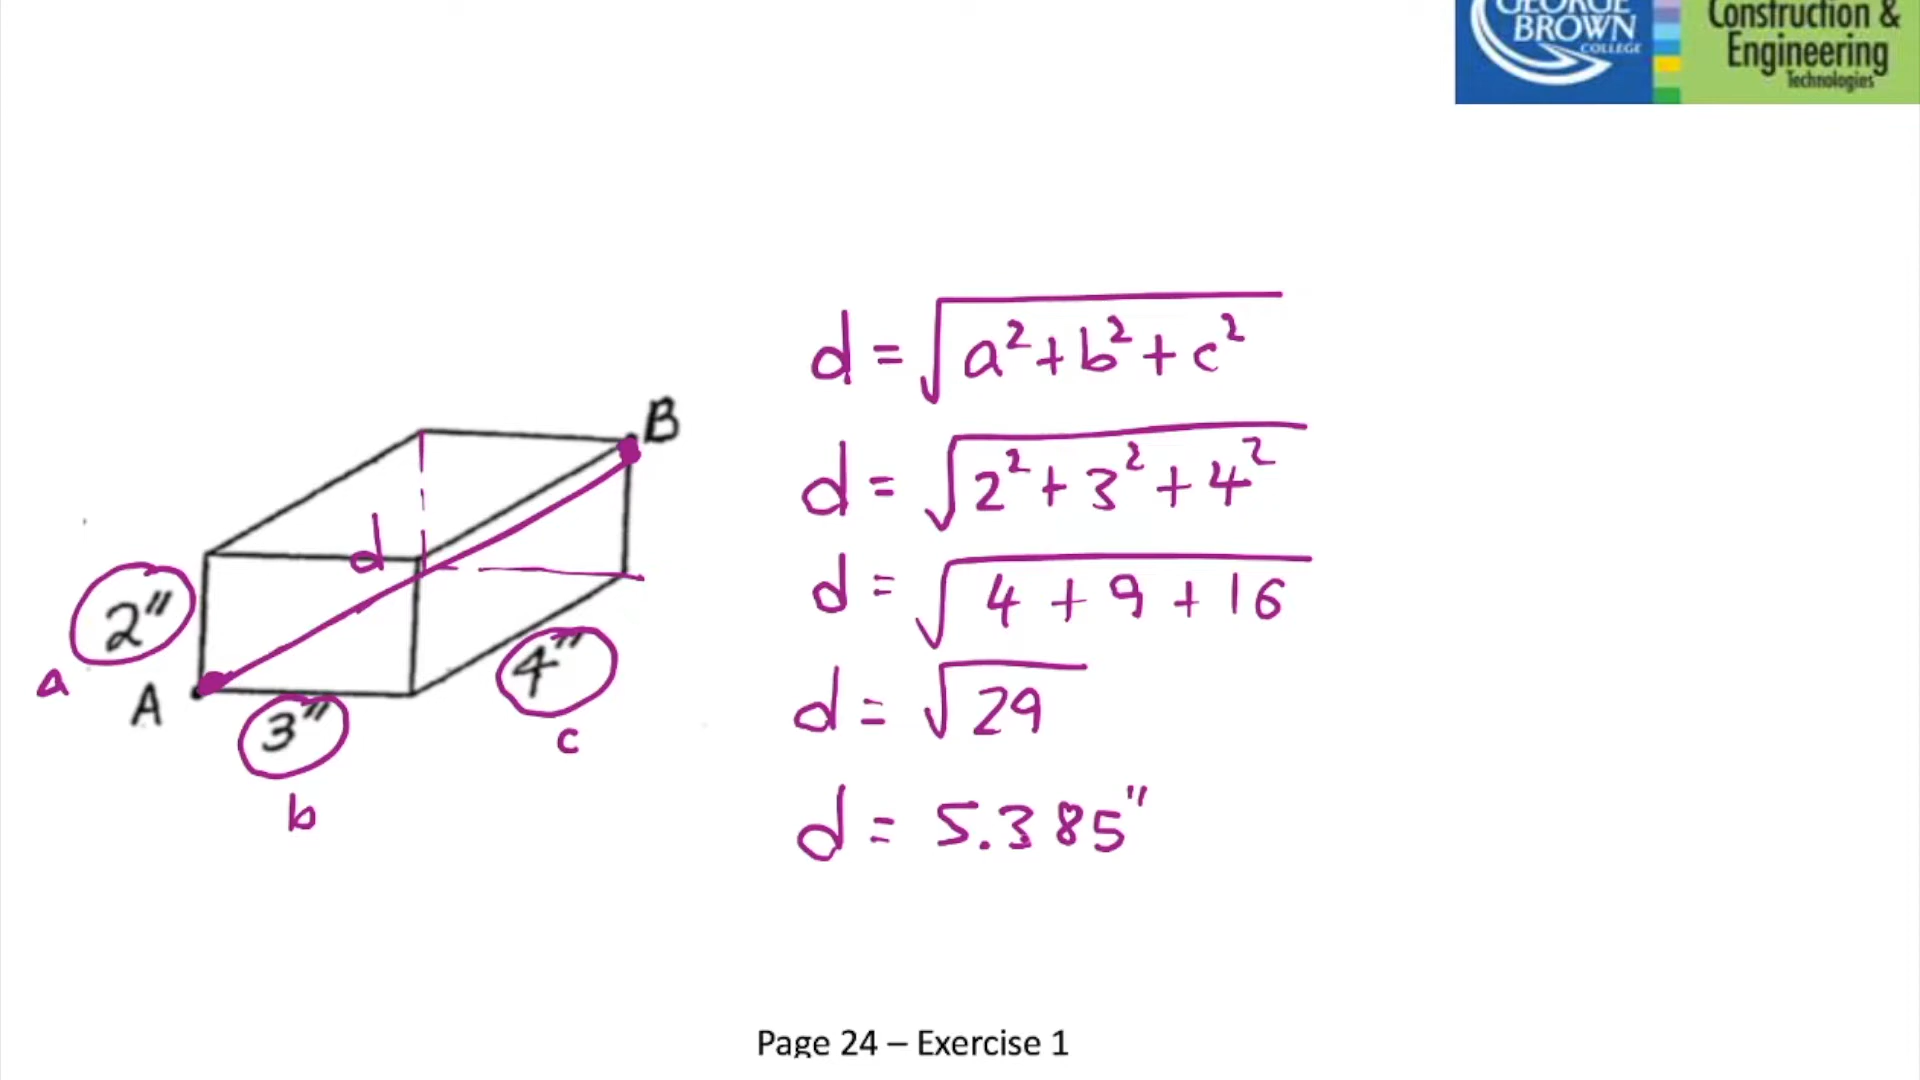 GEORGE
BROWN
COLLEGE
Construction &
Engineering
Technologies
B
d
2"
a
A
3"
b
4"
c
d = √a²+b²+c²
d = √2²+3²+4²
d = √4+9+16
d = √29
d = 5.385"
Page 24 – Exercise 1